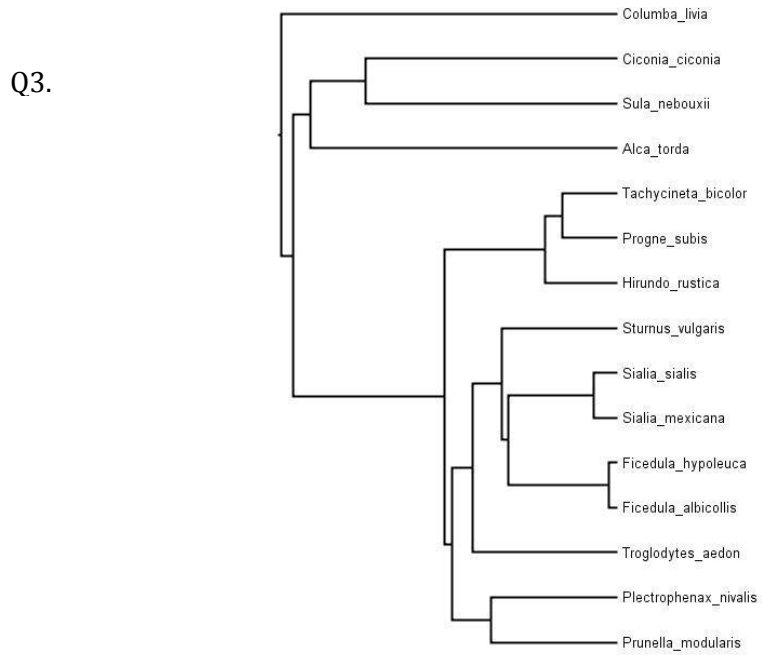 Columba_livia
Ciconia_ciconia
Q3.
Sula_nebouxii
Alca_torda
Tachycineta_bicolor
Progne_subis
Hirundo_rustica
Sturnus_vulgaris
Sialia_sialis
Sialia_mexicana
Ficedula_hypoleuca
Ficedula_albicollis
Troglodytes_aedon
Plectrophenax_nivalis
Prunella_modularis